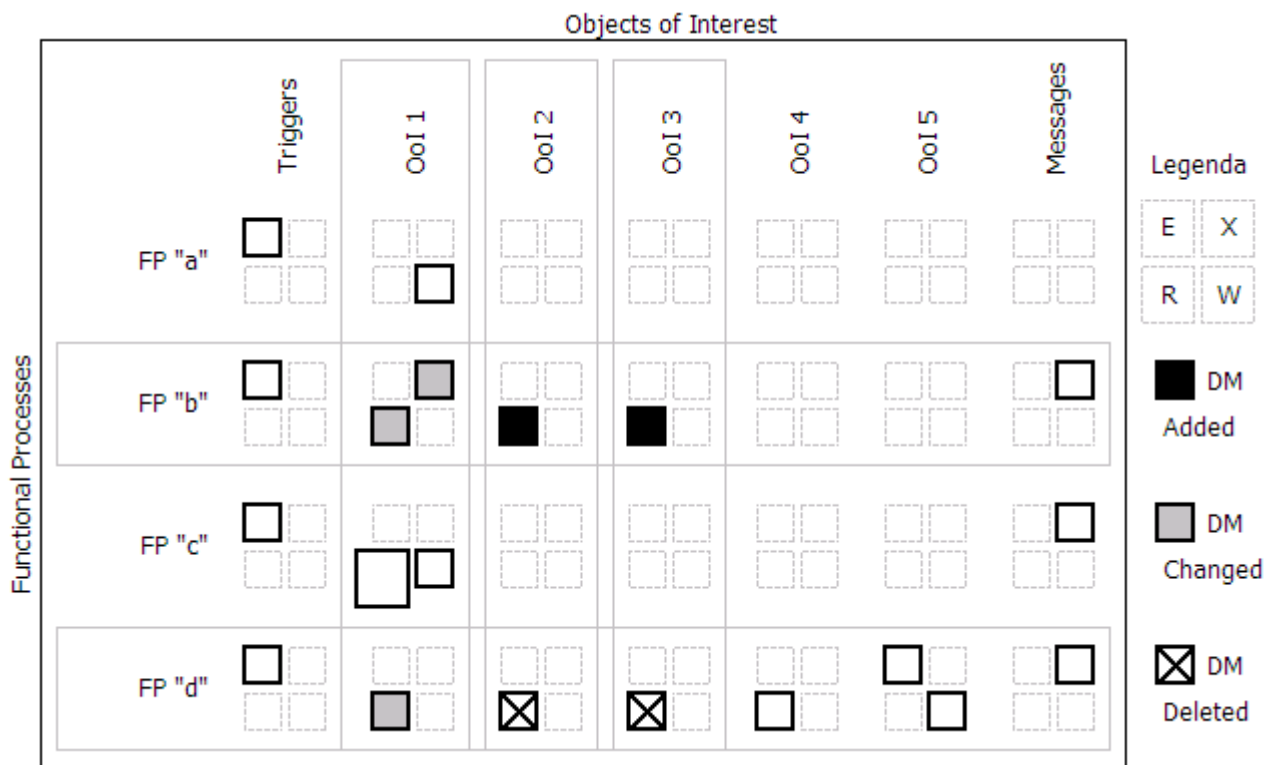 Objects of Interest
Triggers
OoI 1
OoI 2
OoI 3
OoI 4
OoI 5
Messages
Legenda
E X
R W
FP "a"
Functional Processes
FP "b"
DM
Added
FP "c"
DM
Changed
FP "d"
DM
Deleted